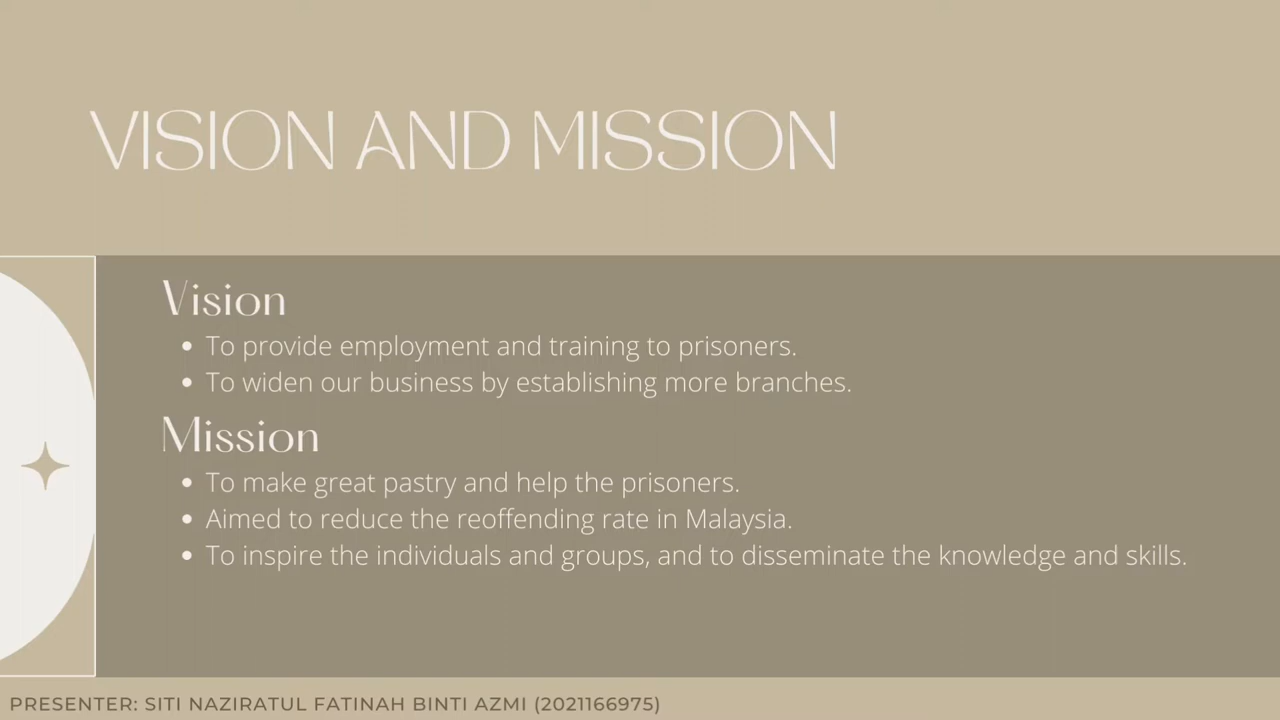 VISION AND MISSION
Vision
• To provide employment and training to prisoners.
• To widen our business by establishing more branches.
Mission
• To make great pastry and help the prisoners.
• Aimed to reduce the reoffending rate in Malaysia.
• To inspire the individuals and groups, and to disseminate the knowledge and skills.
PRESENTER: SITI NAZIRATUL FATINAH BINTI AZMI (2021166975)